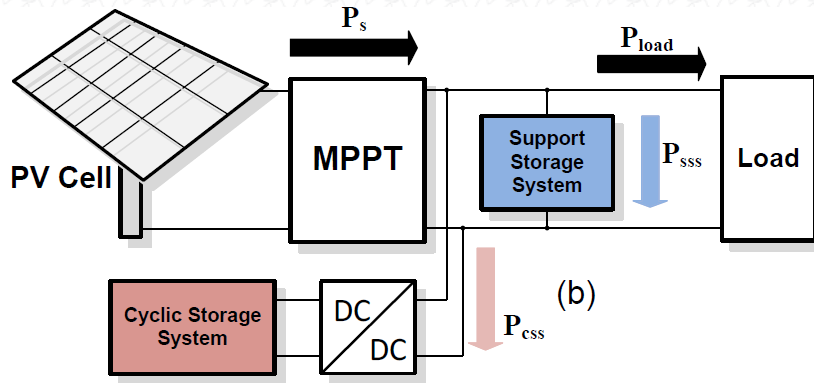 Ps
Pload
PV Cell
MPPT
Support
Storage
System
Psss
Load
Cyclic Storage
System
DC
DC
Pcss
(b)